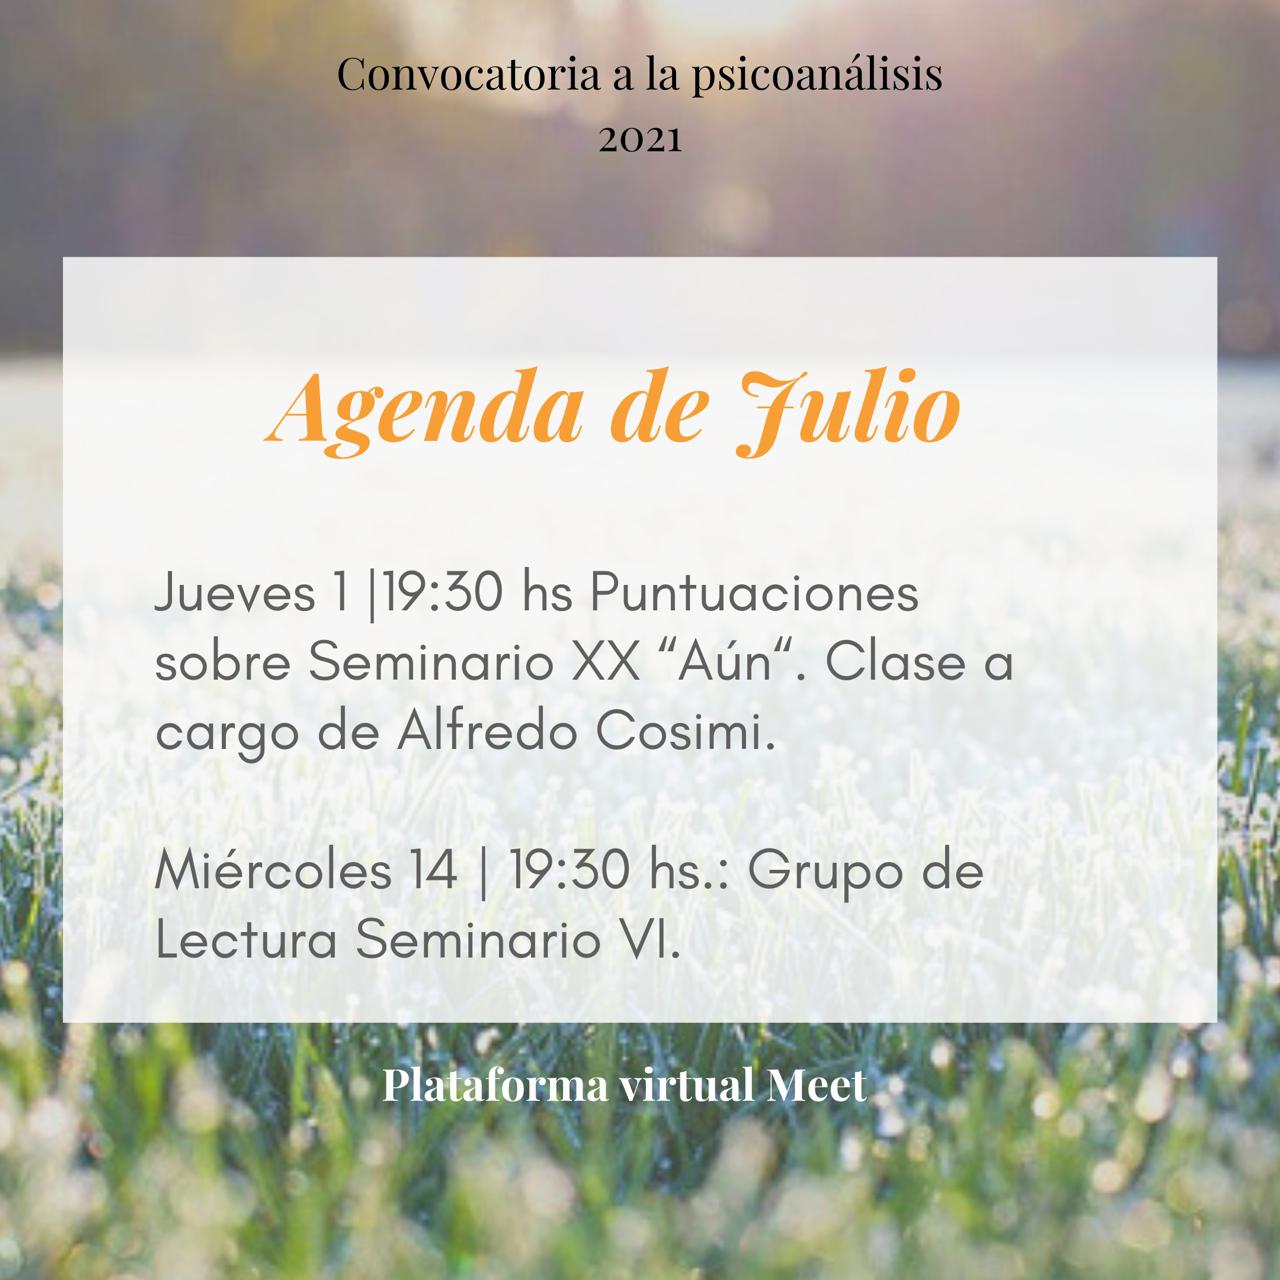 Convocatoria a la psicoanálisis
2021
Agenda de Julio
Jueves 1 |19:30 hs Puntuaciones
sobre Seminario XX “Aún“. Clase a
cargo de Alfredo Cosimi.
Miércoles 14 | 19:30 hs.: Grupo de
Lectura Seminario VI.
Plataforma virtual Meet